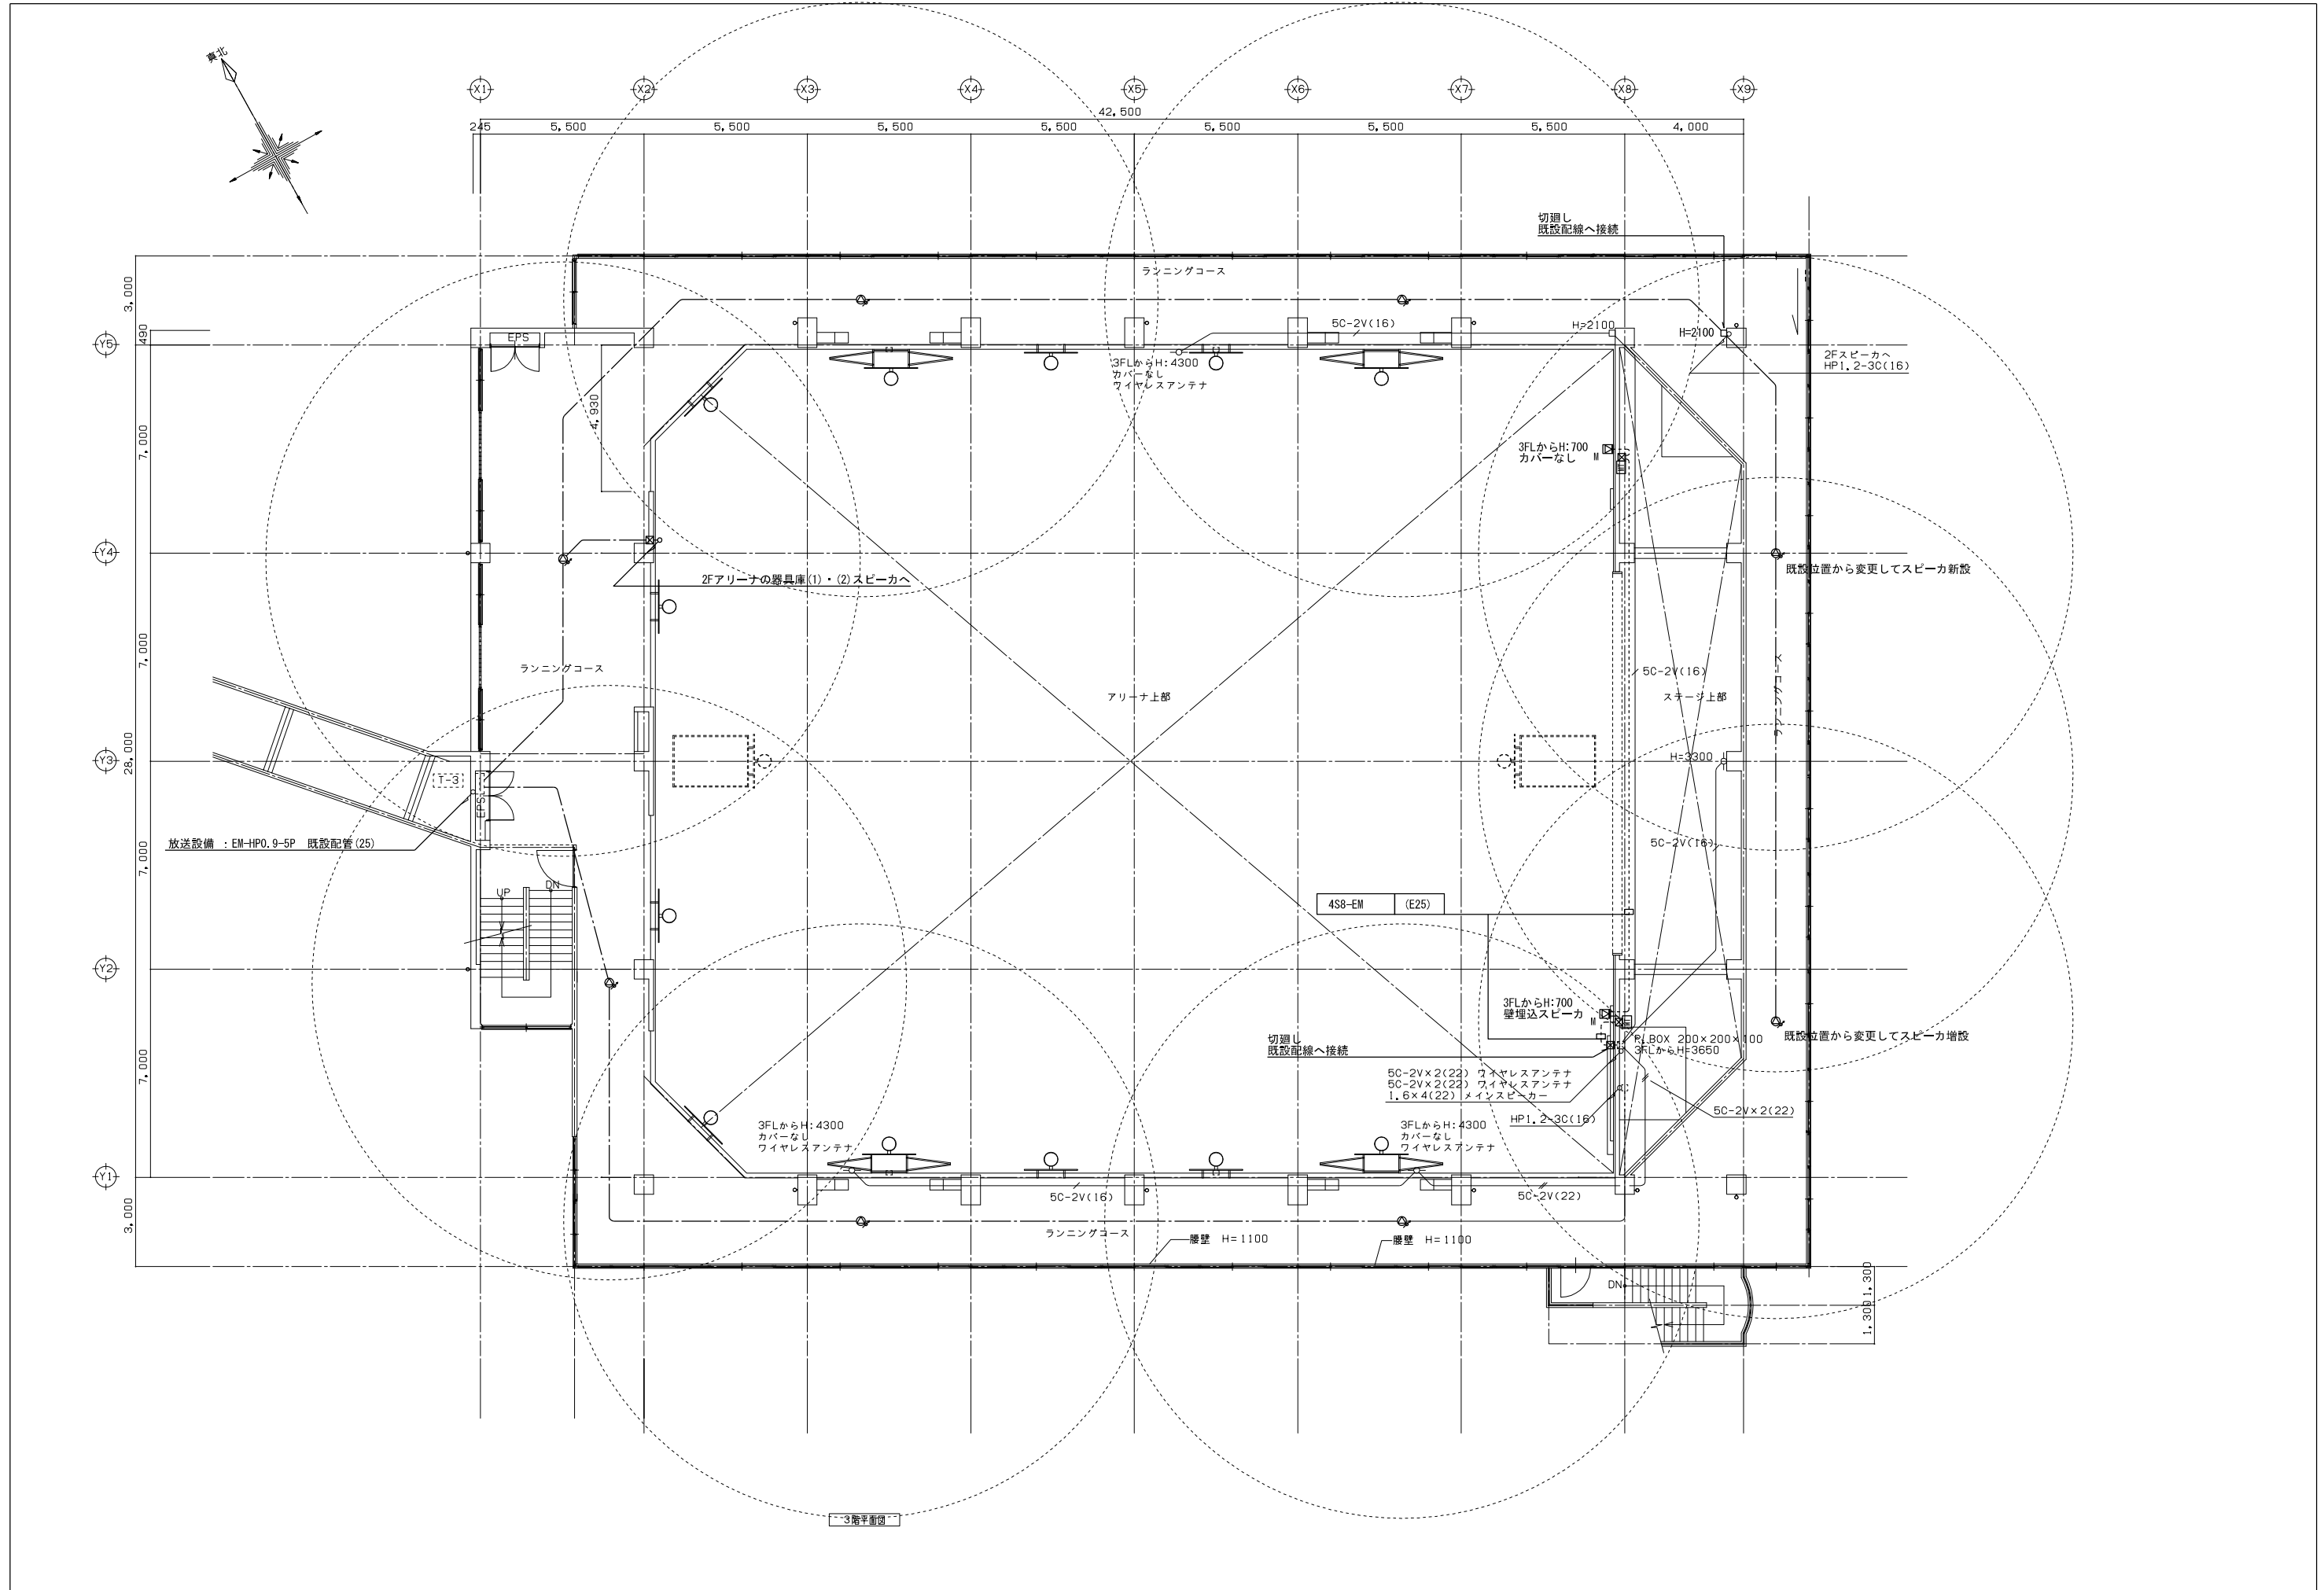 真北
X1
X2
X3
X4
X5
X6
X7
X8
X9
42,500
245
5,500
5,500
5,500
5,500
5,500
5,500
5,500
4,000
切廻し
既設配線へ接続
3,000
490
ランニングコース
Y5
EPS
5C-2V(16)
H=2100
H=2100
2Fスピーカへ
HP1.2-3C(16)
3FLからH:4300
カバーなし
ワイヤレスアンテナ
4,930
7,000
3FLからH:700
カバーなし
M
Y4
2Fアリーナの器具庫(1)・(2)スピーカへ
既設位置から変更してスピーカ新設
7,000
ランニングコース
アリーナ上部
5C-2V(16)
ステージ上部
ランニングコース
Y3
28,000
H=3300
T-3
EPS
放送設備 :EM-HP0.9-5P 既設配管(25)
7,000
5C-2V(16)
UP
DN
4S8-EM
(E25)
Y2
3FLからH:700
壁埋込スピーカ
M
切廻し
既設配線へ接続
P.BOX 200×200×100
3FLからH=3650
既設位置から変更してスピーカ増設
7,000
5C-2V×2(22) ワイヤレスアンテナ
5C-2V×2(22) ワイヤレスアンテナ
1.6×4(22) メインスピーカー
HP1.2-3C(16)
5C-2V×2(22)
3FLからH:4300
カバーなし
ワイヤレスアンテナ
3FLからH:4300
カバーなし
ワイヤレスアンテナ
Y1
5C-2V(16)
5C-2V(22)
3,000
ランニングコース
腰壁 H=1100
腰壁 H=1100
DN
1,300
1,300
3階平面図